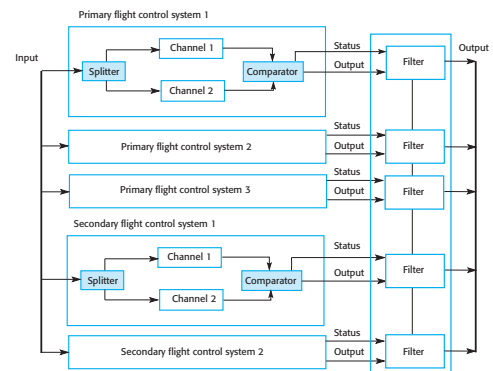 Primary flight control system 1
Input
Splitter
Channel 1
Channel 2
Comparator
Status
Output
Filter
Output
Primary flight control system 2
Status
Output
Filter
Primary flight control system 3
Status
Output
Filter
Secondary flight control system 1
Splitter
Channel 1
Channel 2
Comparator
Status
Output
Filter
Secondary flight control system 2
Status
Output
Filter